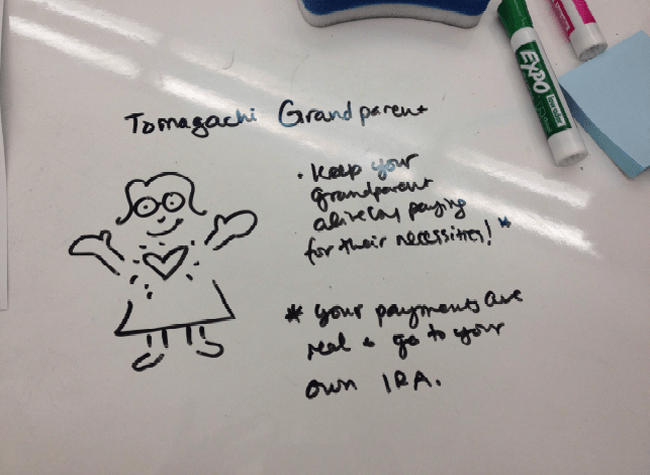 Tomagachi Grandparent
• Keep your
grandparent
alive by paying
for their necessities! *
* your payments are
real + go to your
own IRA.
EXPO